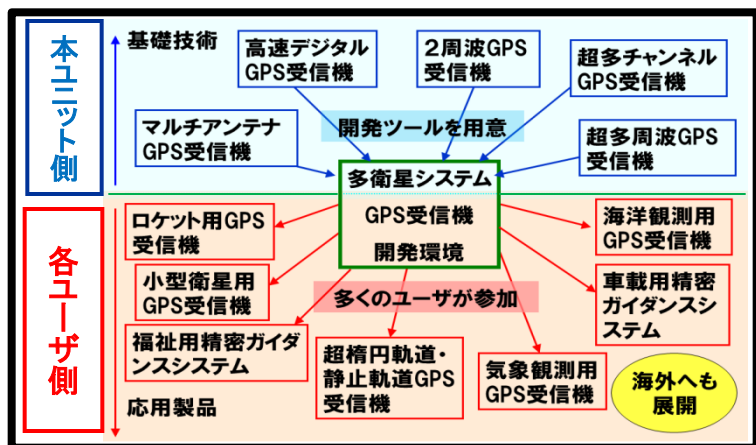 本ユニット側
基礎技術
高速デジタル
GPS受信機
2周波GPS
受信機
超多チャンネル
GPS受信機
マルチアンテナ
GPS受信機
開発ツールを用意
超多周波GPS
受信機
多衛星システム
GPS受信機
開発環境
各ユーザ側
ロケット用GPS
受信機
海洋観測用
GPS受信機
小型衛星用
GPS受信機
多くのユーザが参加
車載用精密
ガイダンスシ
ステム
福祉用精密ガイダ
ンスシステム
超楕円軌道・
静止軌道GPS
受信機
気象観測用
GPS受信機
海外へも
展開
応用製品